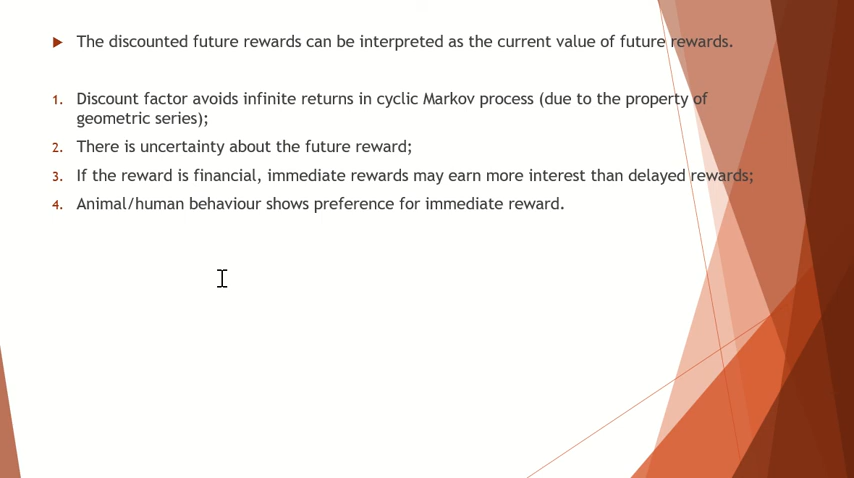 The discounted future rewards can be interpreted as the current value of future rewards.
1. Discount factor avoids infinite returns in cyclic Markov process (due to the property of
geometric series);
2. There is uncertainty about the future reward;
3. If the reward is financial, immediate rewards may earn more interest than delayed rewards;
4. Animal/human behaviour shows preference for immediate reward.